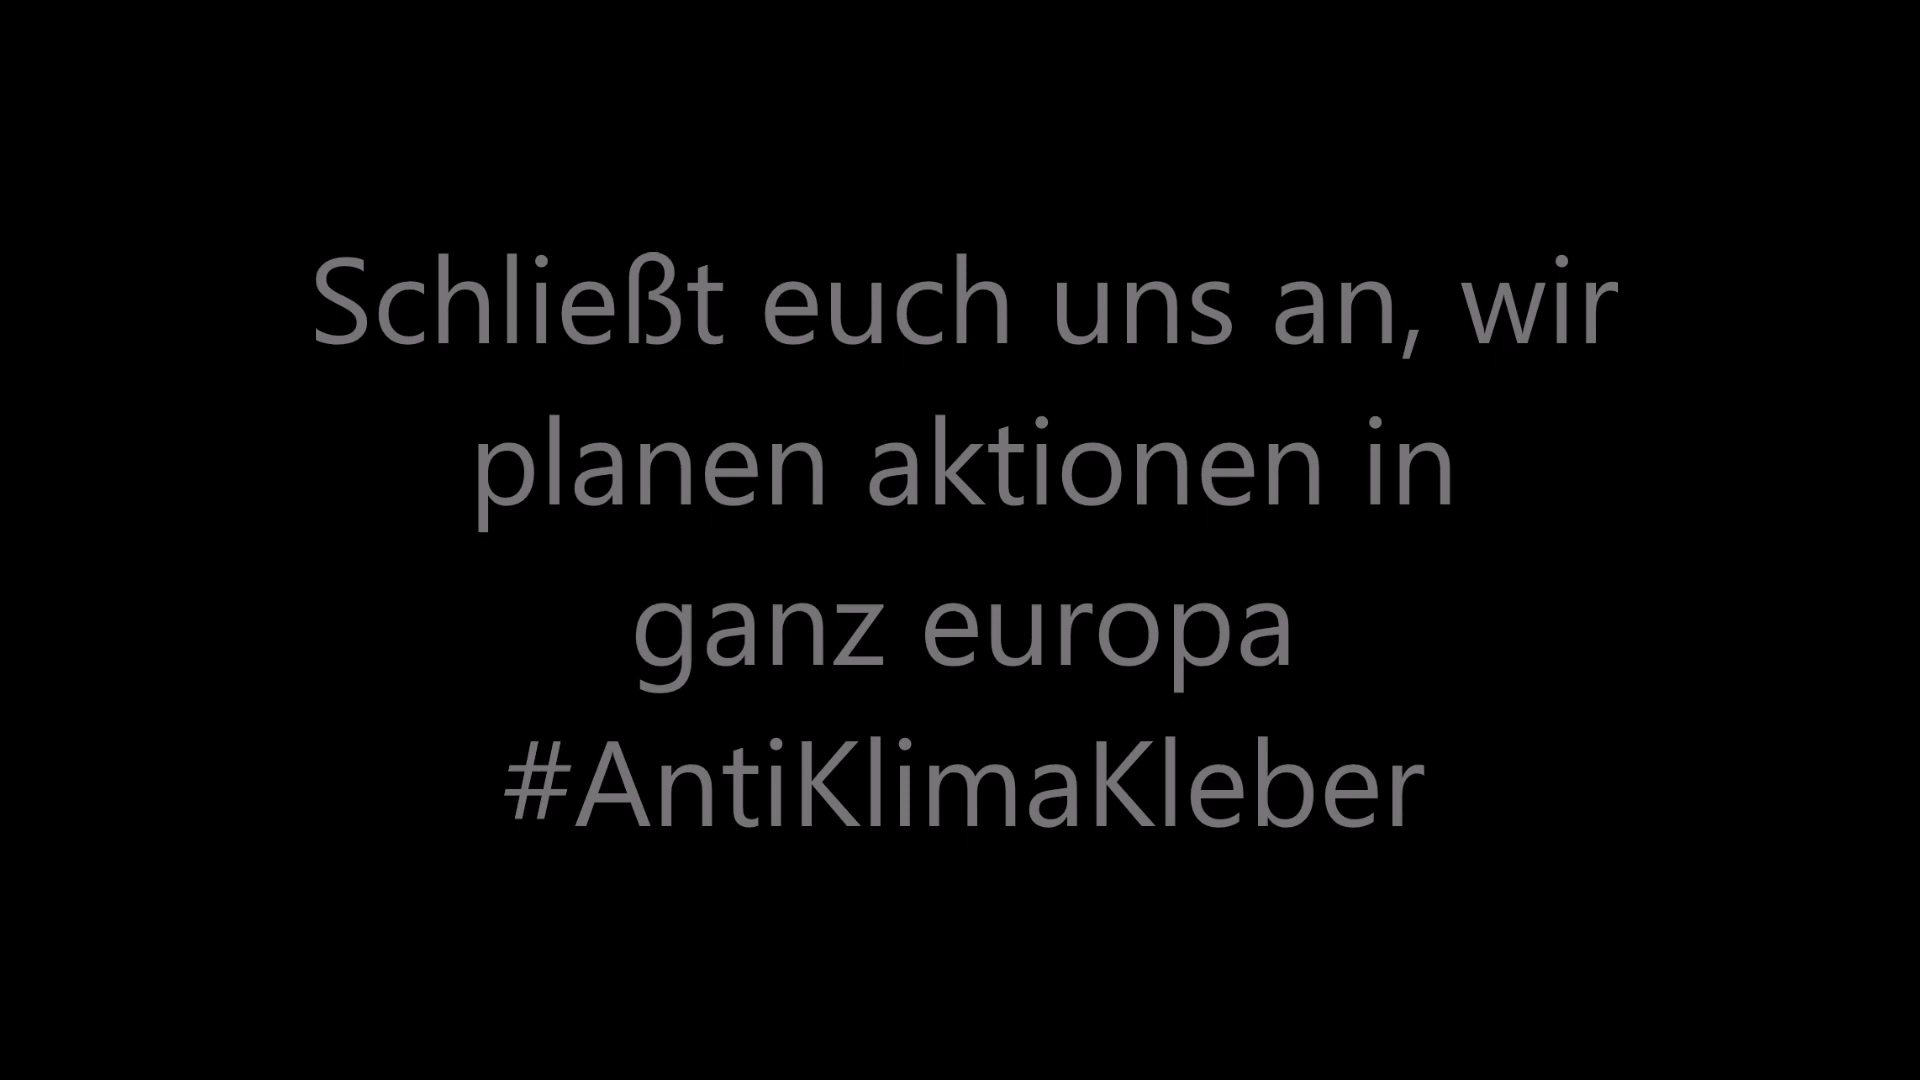 Schließt euch uns an, wir
planen aktionen in
ganz europa
#AntiKlimaKleber